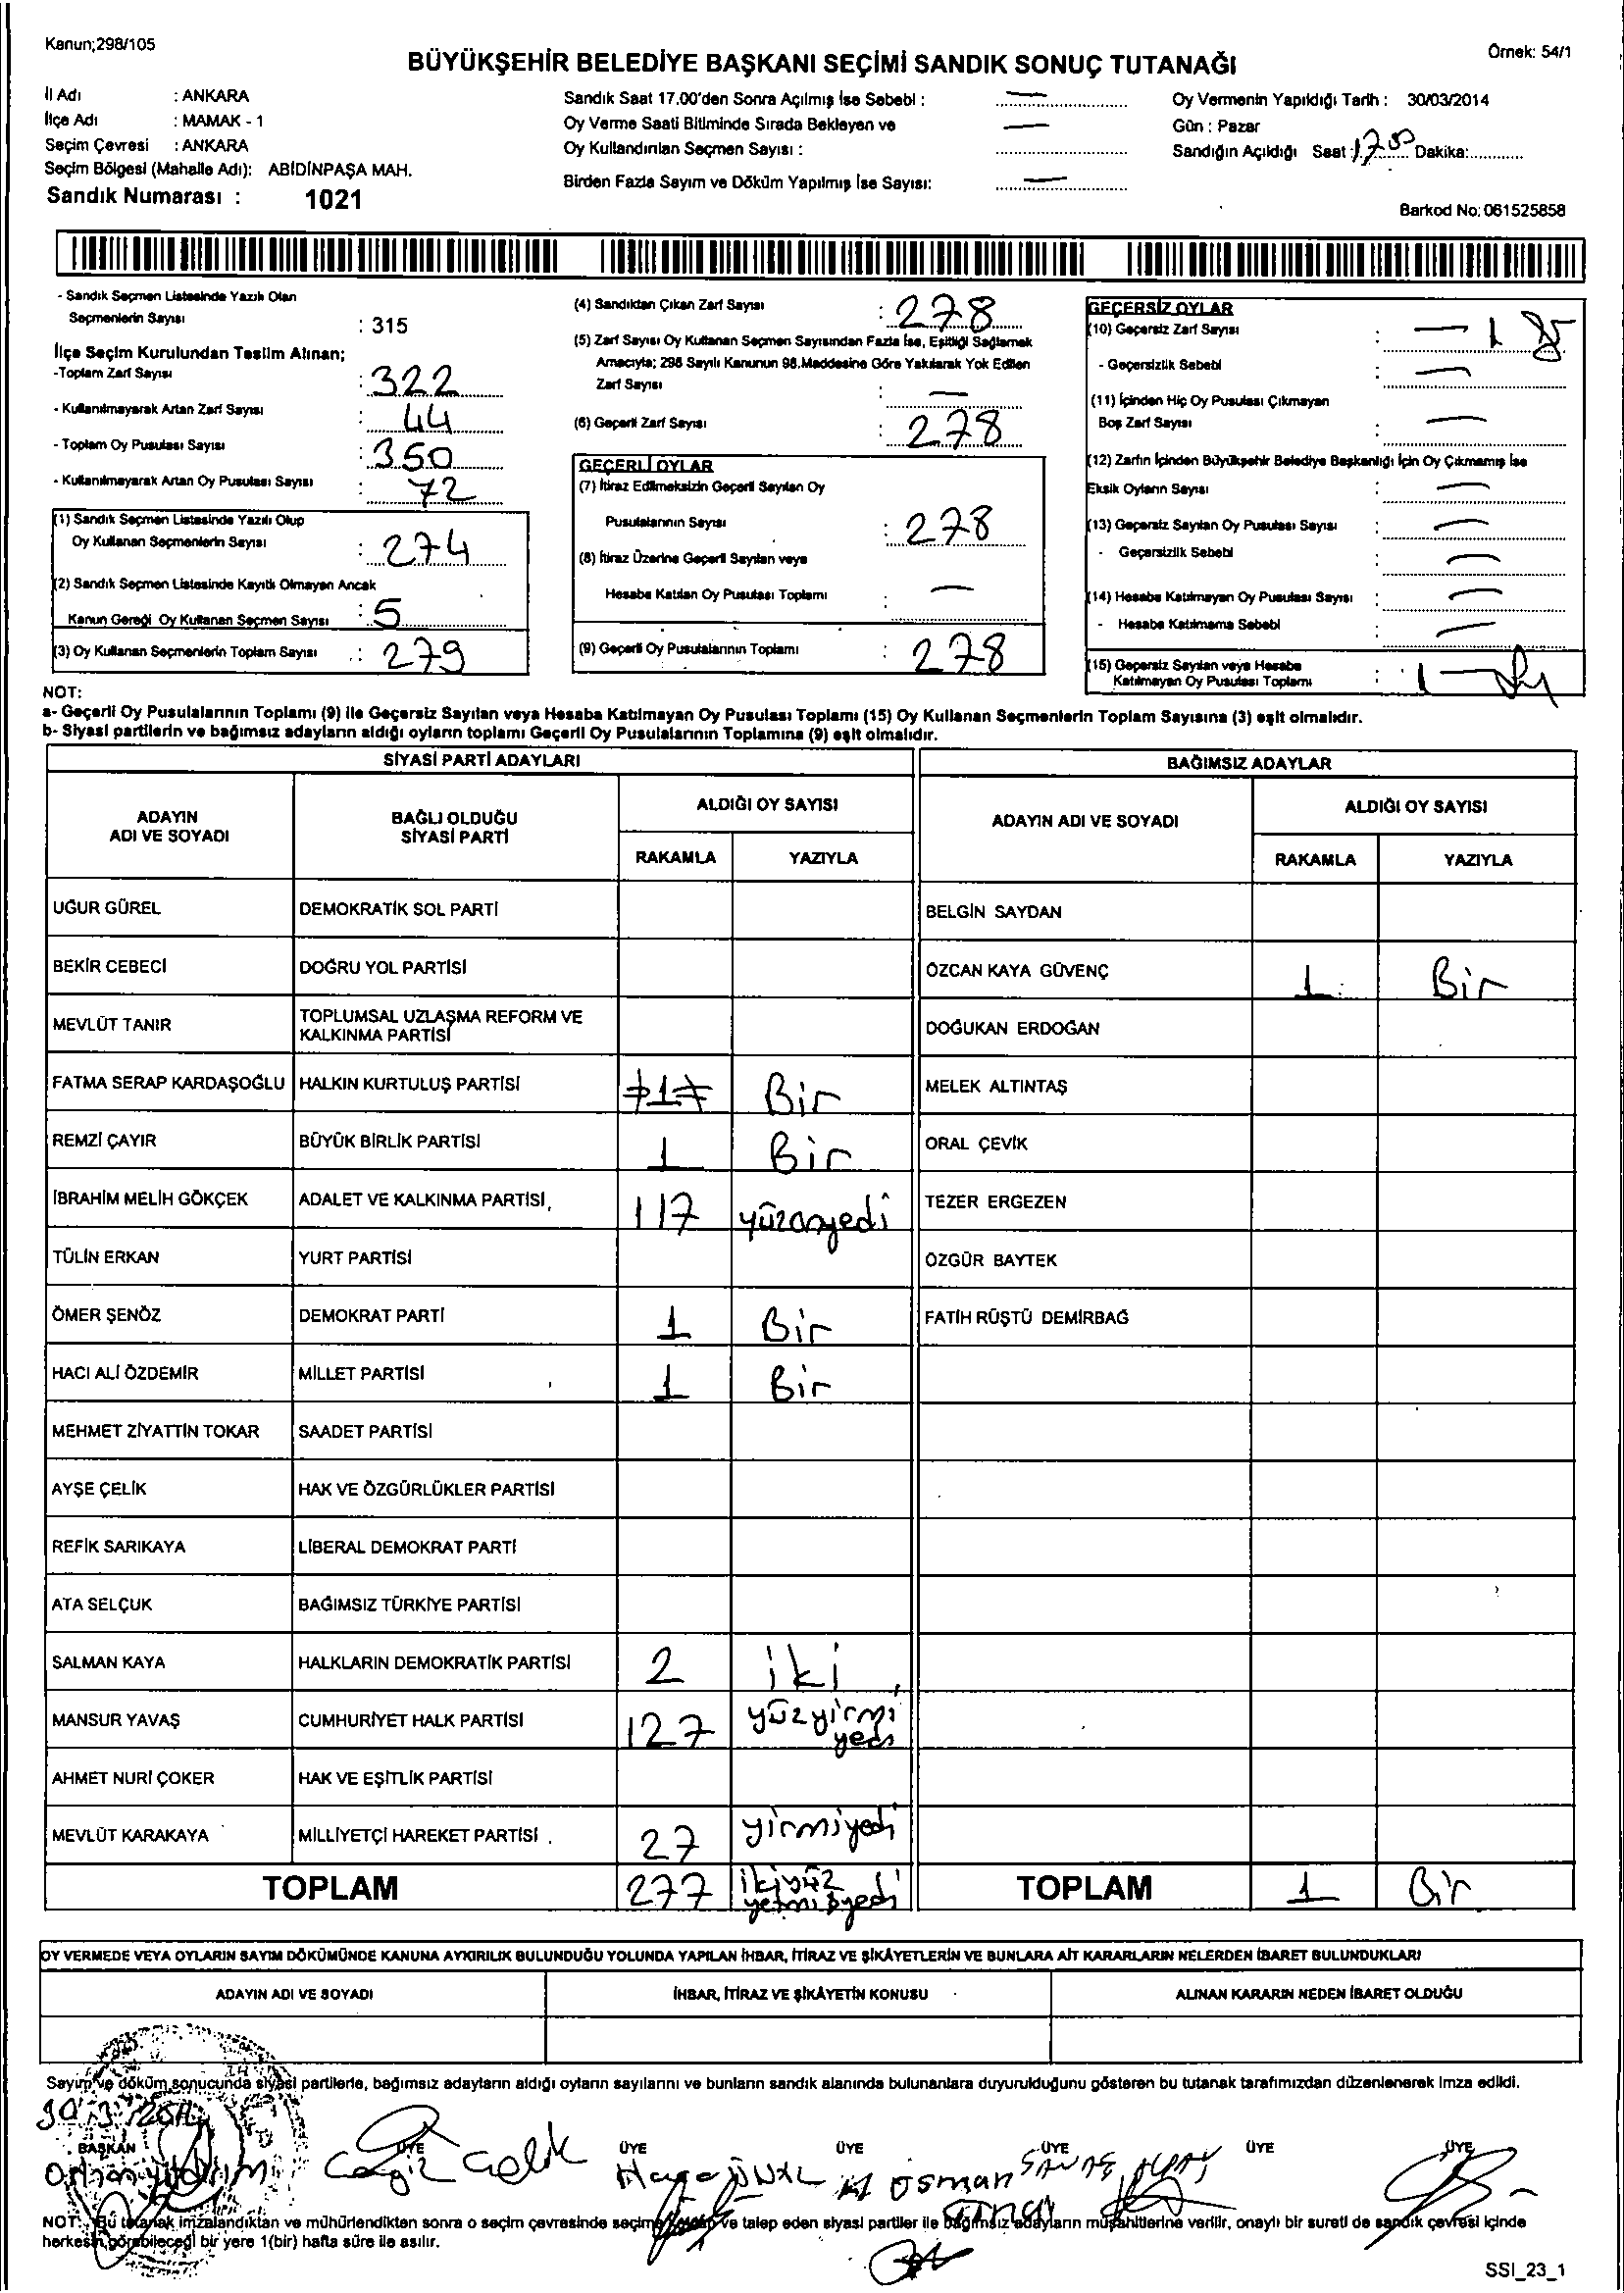 Kanun;298/105
Örnek: 54/1
BÜYÜKŞEHİR BELEDİYE BAŞKANI SEÇİMİ SANDIK SONUÇ TUTANAĞI
İl Adı : ANKARA
İlçe Adı : MAMAK - 1
Seçim Çevresi : ANKARA
Seçim Bölgesi (Mahalle Adı): ABİDİNPAŞA MAH.
Sandık Numarası : 1021
Sandık Saat 17.00'den Sonra Açılmış İse Sebebi : —
Oy Verme Saati Bitiminde Sırada Bekleyen ve
Oy Kullandırılan Seçmen Sayısı : —
Birden Fazla Sayım ve Döküm Yapılmış İse Sayısı: —
Oy Vermenin Yapıldığı Tarih : 30/03/2014
Gün : Pazar
Sandığın Açıldığı Saat : 17.00 Dakika:............
Barkod No: 061525858
- Sandık Seçmen Listesinde Yazılı Olan
Seçmenlerin Sayısı : 315
İlçe Seçim Kurulundan Teslim Alınan;
-Toplam Zarf Sayısı : 322
- Kullanılmayarak Artan Zarf Sayısı : 44
- Toplam Oy Pusulası Sayısı : 350
- Kullanılmayarak Artan Oy Pusulası Sayısı : 72
(1) Sandık Seçmen Listesinde Yazılı Olup
Oy Kullanan Seçmenlerin Sayısı : 274
(2) Sandık Seçmen Listesinde Kayıtlı Olmayan Ancak
Kanun Gereği Oy Kullanan Seçmen Sayısı : 5
(3) Oy Kullanan Seçmenlerin Toplam Sayısı : 279
(4) Sandıktan Çıkan Zarf Sayısı : 278
(5) Zarf Sayısı Oy Kullanan Seçmen Sayısından Fazla İse, Eşitliği Sağlamak
Amacıyla; 298 Sayılı Kanunun 98.Maddesine Göre Yakılarak Yok Edilen
Zarf Sayısı : —
(6) Geçerli Zarf Sayısı : 278
GEÇERLİ OYLAR
(7) İtiraz Edilmeksizin Geçerli Sayılan Oy
Pusulalarının Sayısı : 278
(8) İtiraz Üzerine Geçerli Sayılan veya
Hesaba Katılan Oy Pusulası Toplamı : —
(9) Geçerli Oy Pusulalarının Toplamı : 278
GEÇERSİZ OYLAR
(10) Geçersiz Zarf Sayısı : — 1
- Geçersizlik Sebebi : —
(11) İçinden Hiç Oy Pusulası Çıkmayan
Boş Zarf Sayısı : —
(12) Zarfın İçinden Büyükşehir Belediye Başkanlığı İçin Oy Çıkmamış İse
Eksik Oyların Sayısı : —
(13) Geçersiz Sayılan Oy Pusulası Sayısı : —
- Geçersizlik Sebebi : —
(14) Hesaba Katılmayan Oy Pusulası Sayısı : —
- Hesaba Katılmama Sebebi : —
(15) Geçersiz Sayılan veya Hesaba
Katılmayan Oy Pusulası Toplamı : 1 —
NOT:
a- Geçerli Oy Pusulalarının Toplamı (9) ile Geçersiz Sayılan veya Hesaba Katılmayan Oy Pusulası Toplamı (15) Oy Kullanan Seçmenlerin Toplam Sayısına (3) eşit olmalıdır.
b- Siyasi partilerin ve bağımsız adayların aldığı oyların toplamı Geçerli Oy Pusulalarının Toplamına (9) eşit olmalıdır.
SİYASİ PARTİ ADAYLARI
ADAYIN
ADI VE SOYADI
BAĞLI OLDUĞU
SİYASİ PARTİ
ALDIĞI OY SAYISI
RAKAMLA YAZIYLA
UĞUR GÜREL DEMOKRATİK SOL PARTİ
BEKİR CEBECİ DOĞRU YOL PARTİSİ
MEVLÜT TANIR TOPLUMSAL UZLAŞMA REFORM VE
KALKINMA PARTİSİ
FATMA SERAP KARDAŞOĞLU HALKIN KURTULUŞ PARTİSİ 1 Bir
REMZİ ÇAYIR BÜYÜK BİRLİK PARTİSİ 1 Bir
İBRAHİM MELİH GÖKÇEK ADALET VE KALKINMA PARTİSİ 117 yüzonyedi
TÜLİN ERKAN YURT PARTİSİ
ÖMER ŞENÖZ DEMOKRAT PARTİ 1 Bir
HACI ALİ ÖZDEMİR MİLLET PARTİSİ 1 Bir
MEHMET ZİYATTİN TOKAR SAADET PARTİSİ
AYŞE ÇELİK HAK VE ÖZGÜRLÜKLER PARTİSİ
REFİK SARIKAYA LİBERAL DEMOKRAT PARTİ
ATA SELÇUK BAĞIMSIZ TÜRKİYE PARTİSİ
SALMAN KAYA HALKLARIN DEMOKRATİK PARTİSİ 2 iki
MANSUR YAVAŞ CUMHURİYET HALK PARTİSİ 127 yüzyirmi
yedi
AHMET NURİ ÇOKER HAK VE EŞİTLİK PARTİSİ
MEVLÜT KARAKAYA MİLLİYETÇİ HAREKET PARTİSİ 27 yirmiyedi
TOPLAM 277 ikiyüz
yetmişyedi
BAĞIMSIZ ADAYLAR
ADAYIN ADI VE SOYADI
ALDIĞI OY SAYISI
RAKAMLA YAZIYLA
BELGİN SAYDAN
ÖZCAN KAYA GÜVENÇ 1 Bir
DOĞUKAN ERDOĞAN
MELEK ALTINTAŞ
ORAL ÇEVİK
TEZER ERGEZEN
ÖZGÜR BAYTEK
FATİH RÜŞTÜ DEMİRBAĞ
TOPLAM 1 Bir
OY VERMEDE VEYA OYLARIN SAYIM DÖKÜMÜNDE KANUNA AYKIRILIK BULUNDUĞU YOLUNDA YAPILAN İHBAR, İTİRAZ VE ŞİKÂYETLERİN VE BUNLARA AİT KARARLARIN NELERDEN İBARET BULUNDUKLARI
ADAYIN ADI VE SOYADI
İHBAR, İTİRAZ VE ŞİKÂYETİN KONUSU
ALINAN KARARIN NEDEN İBARET OLDUĞU
Sayım ve döküm sonucunda siyasi partilerle, bağımsız adayların aldığı oyların sayılarını ve bunların sandık alanında bulunanlara duyurulduğunu gösteren bu tutanak tarafımızdan düzenlenerek imza edildi.
30/3/2014
BAŞKAN ÜYE ÜYE ÜYE ÜYE ÜYE ÜYE
Cengiz Çelik
M Osman
SAVAŞ
NOT: Bu tutanak imzalandıktan ve mühürlendikten sonra o seçim çevresinde seçime katılan ve talep eden siyasi partiler ile bağımsız adayların müşahitlerine verilir, onaylı bir sureti de sandık çevresi içinde
herkesin görebileceği bir yere 1(bir) hafta süre ile asılır.
SSI_23_1